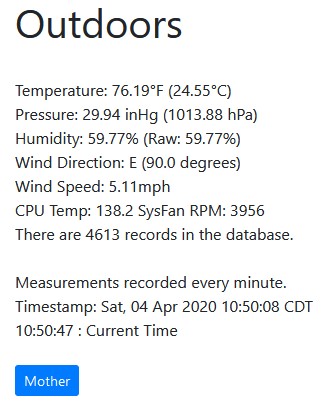 Outdoors
Temperature: 76.19°F (24.55°C)
Pressure: 29.94 inHg (1013.88 hPa)
Humidity: 59.77% (Raw: 59.77%)
Wind Direction: E (90.0 degrees)
Wind Speed: 5.11mph
CPU Temp: 138.2 SysFan RPM: 3956
There are 4613 records in the database.
Measurements recorded every minute.
Timestamp: Sat, 04 Apr 2020 10:50:08 CDT
10:50:47 : Current Time
Mother